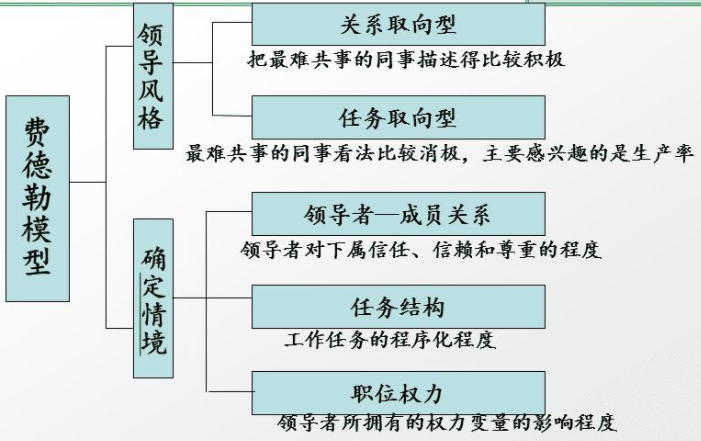 费德勒模型
领导风格
关系取向型
把最难共事的同事描述得比较积极
任务取向型
最难共事的同事看法比较消极，主要感兴趣的是生产率
确定情境
领导者—成员关系
领导者对下属信任、信赖和尊重的程度
任务结构
工作任务的程序化程度
职位权力
领导者所拥有的权力变量的影响程度